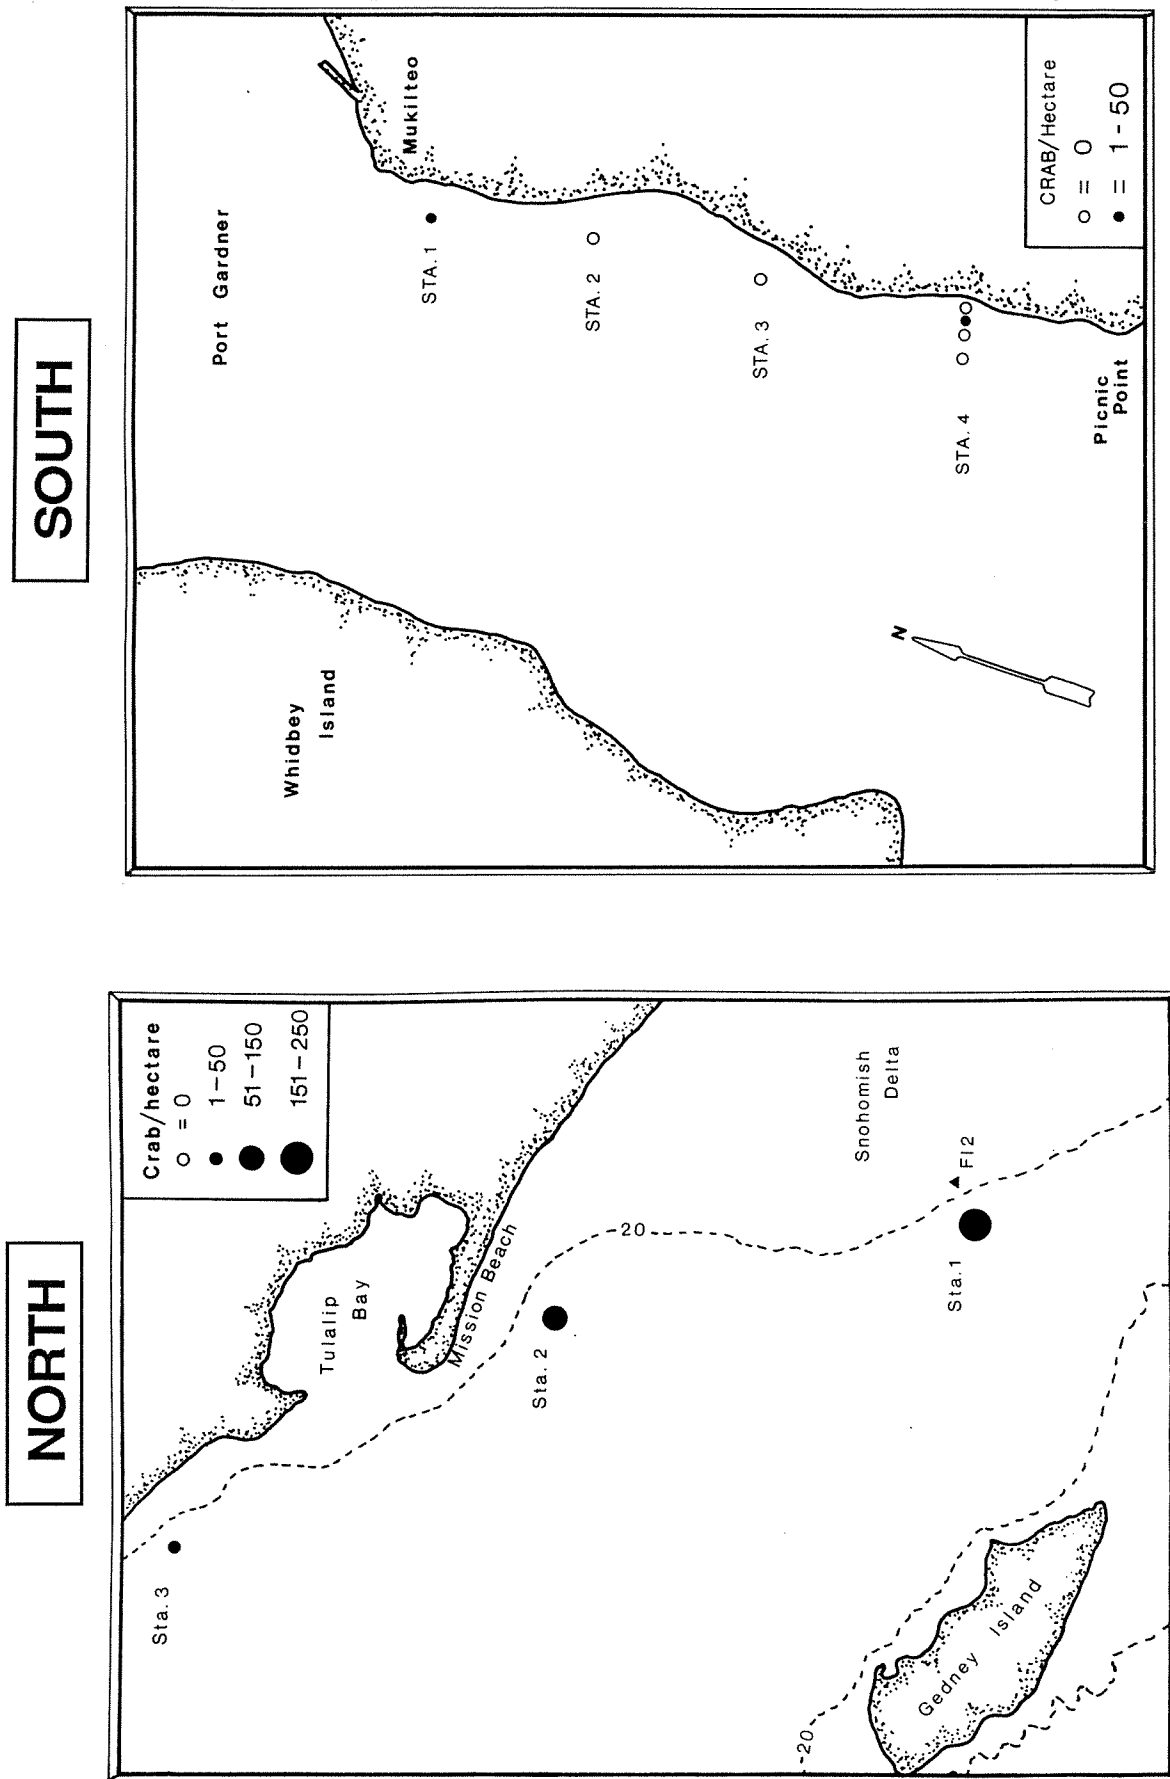 NORTH
Crab/hectare
○ = 0
● 1-50
● 51-150
● 151-250
Sta. 3
Tulalip
Bay
Mission Beach
Sta. 2
20
Snohomish
Delta
Fl2
Sta. 1
Gedney Island
20
SOUTH
Port Gardner
Mukilteo
Whidbey
Island
STA. 1
STA. 2
STA. 3
STA. 4
N
Picnic
Point
CRAB/Hectare
○ = 0
● = 1-50